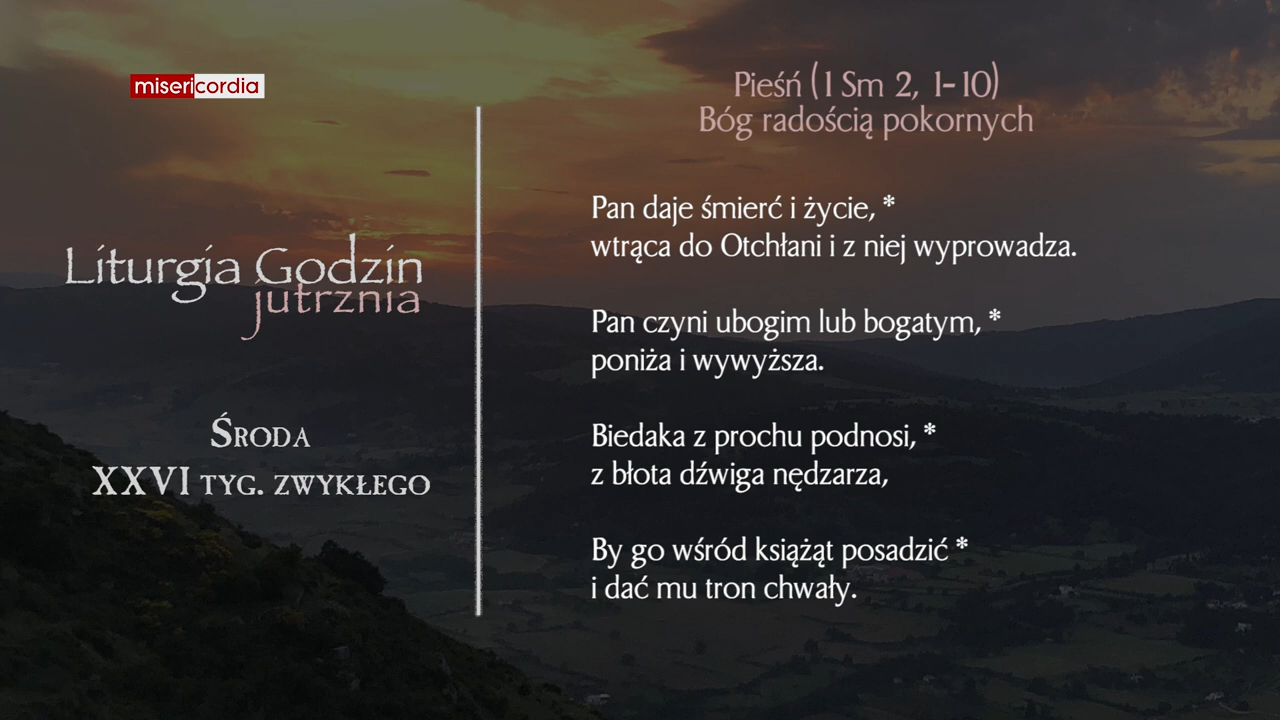 misericordia
Liturgia Godzin
jutrznia
Środa
XXVI tyg. zwykłego
Pieśń (1 Sm 2, 1-10)
Bóg radością pokornych
Pan daje śmierć i życie, *
wtrąca do Otchłani i z niej wyprowadza.
Pan czyni ubogim lub bogatym, *
poniża i wywyższa.
Biedaka z prochu podnosi, *
z błota dźwiga nędzarza,
By go wśród książąt posadzić *
i dać mu tron chwały.